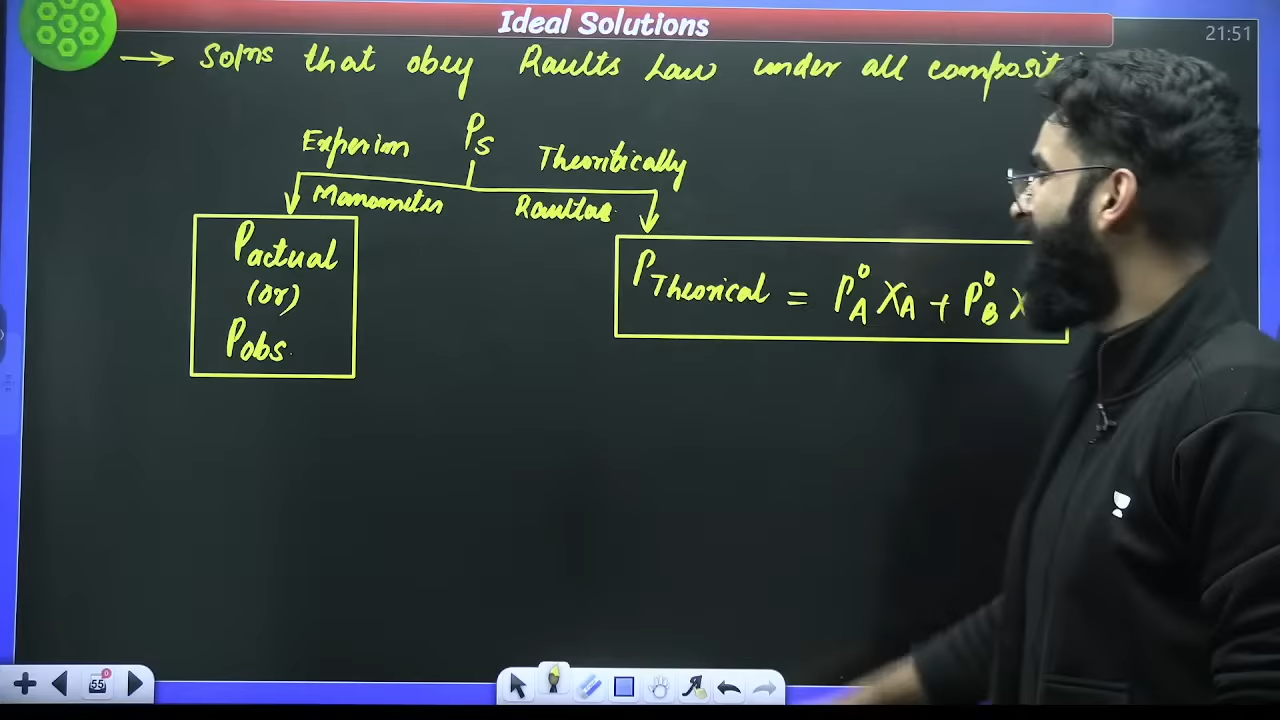 Ideal Solutions
21:51
→ Solns that obey Raults Law under all composit
Ps
Experim
Theoritically
Manometer
Raultas
Pactual
(or)
Pobs.
PTheorical = P°A XA + P°B X
55